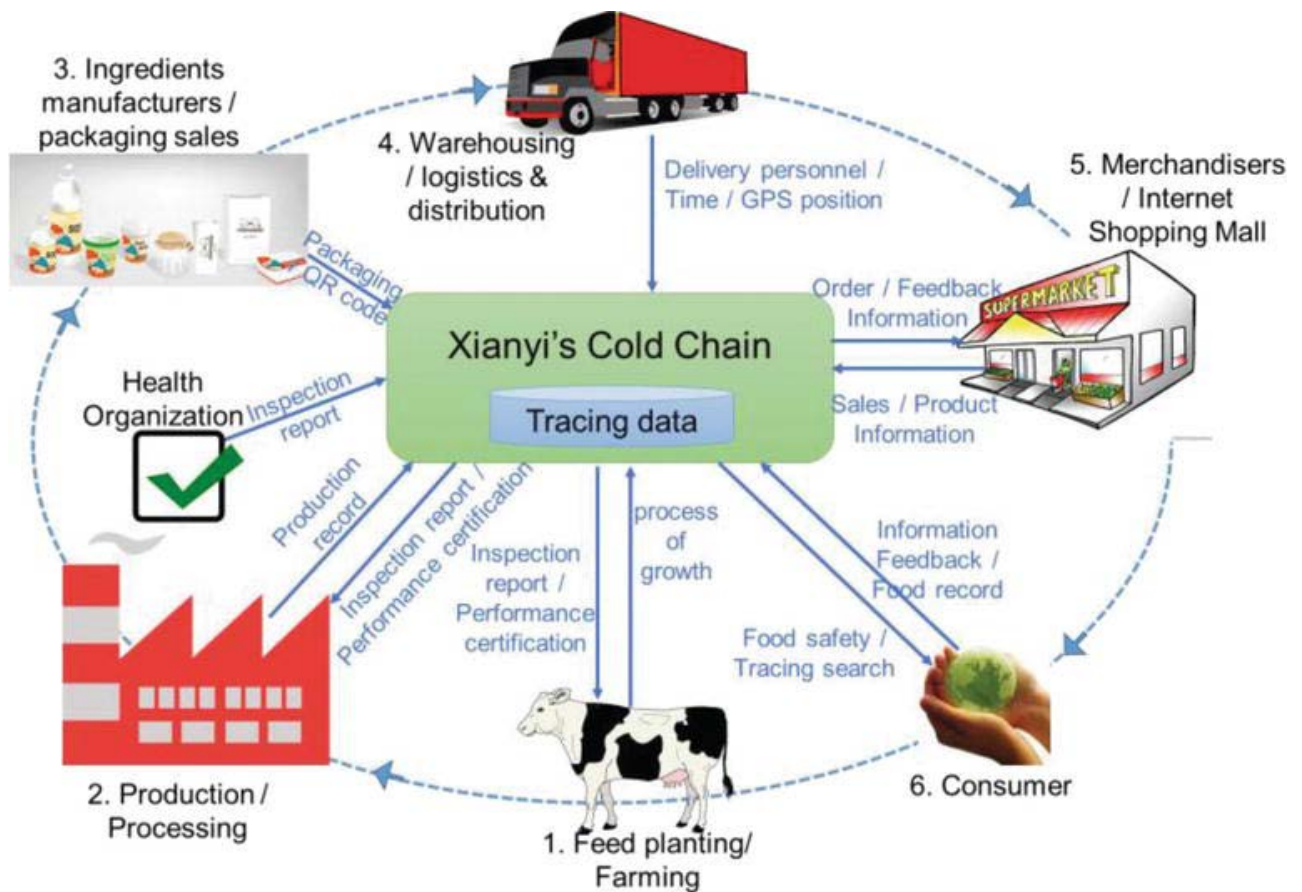 3. Ingredients
manufacturers /
packaging sales
4. Warehousing
/ logistics &
distribution
Delivery personnel /
Time / GPS position
5. Merchandisers
/ Internet
Shopping Mall
SUPERMARKET
Packaging
QR code
Order / Feedback
Information
Xianyi's Cold Chain
Tracing data
Sales / Product
Information
Health
Organization
Inspection
report
Production
record
Inspection report /
Performance certification
Inspection
report /
Performance
certification
process
of
growth
Information
Feedback /
Food record
Food safety /
Tracing search
2. Production /
Processing
1. Feed planting/
Farming
6. Consumer